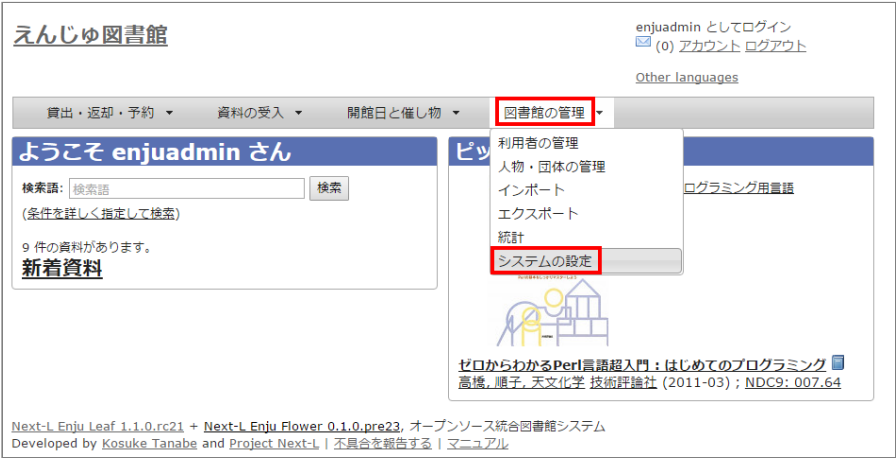 えんじゅ図書館
enjuadmin としてログイン
(0) アカウント ログアウト
Other languages
貸出・返却・予約 ▼ 資料の受入 ▼ 開館日と催し物 ▼ 図書館の管理 ▼
ようこそ enjuadmin さん
検索語: 検索語 検索
(条件を詳しく指定して検索)
9 件の資料があります。
新着資料
ピッ
利用者の管理
人物・団体の管理
インポート
エクスポート
統計
システムの設定
ログラミング用言語
ゼロからわかるPerl言語超入門 : はじめてのプログラミング
高橋, 順子, 天文化学 技術評論社 (2011-03) ; NDC9: 007.64
Next-L Enju Leaf 1.1.0.rc21 + Next-L Enju Flower 0.1.0.pre23, オープンソース統合図書館システム
Developed by Kosuke Tanabe and Project Next-L | 不具合を報告する | マニュアル